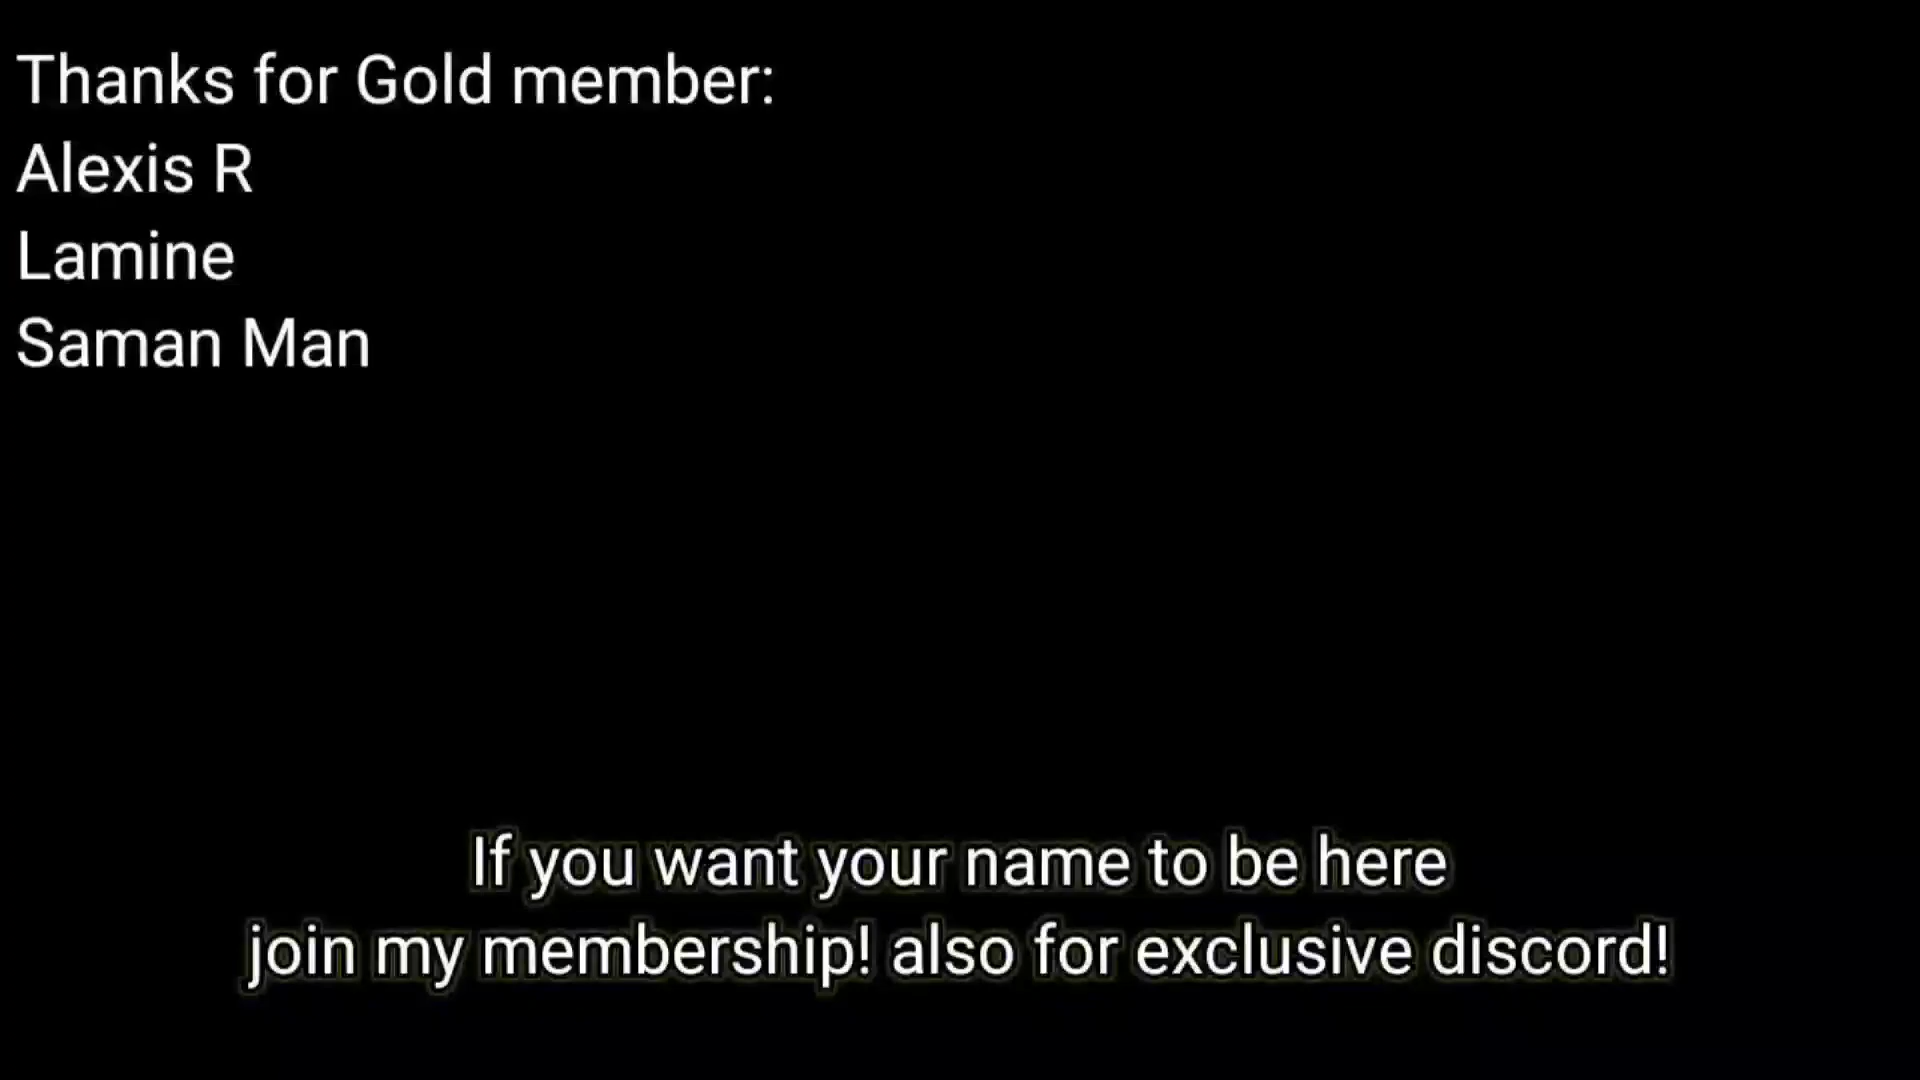 Thanks for Gold member:
Alexis R
Lamine
Saman Man
If you want your name to be here
join my membership! also for exclusive discord!